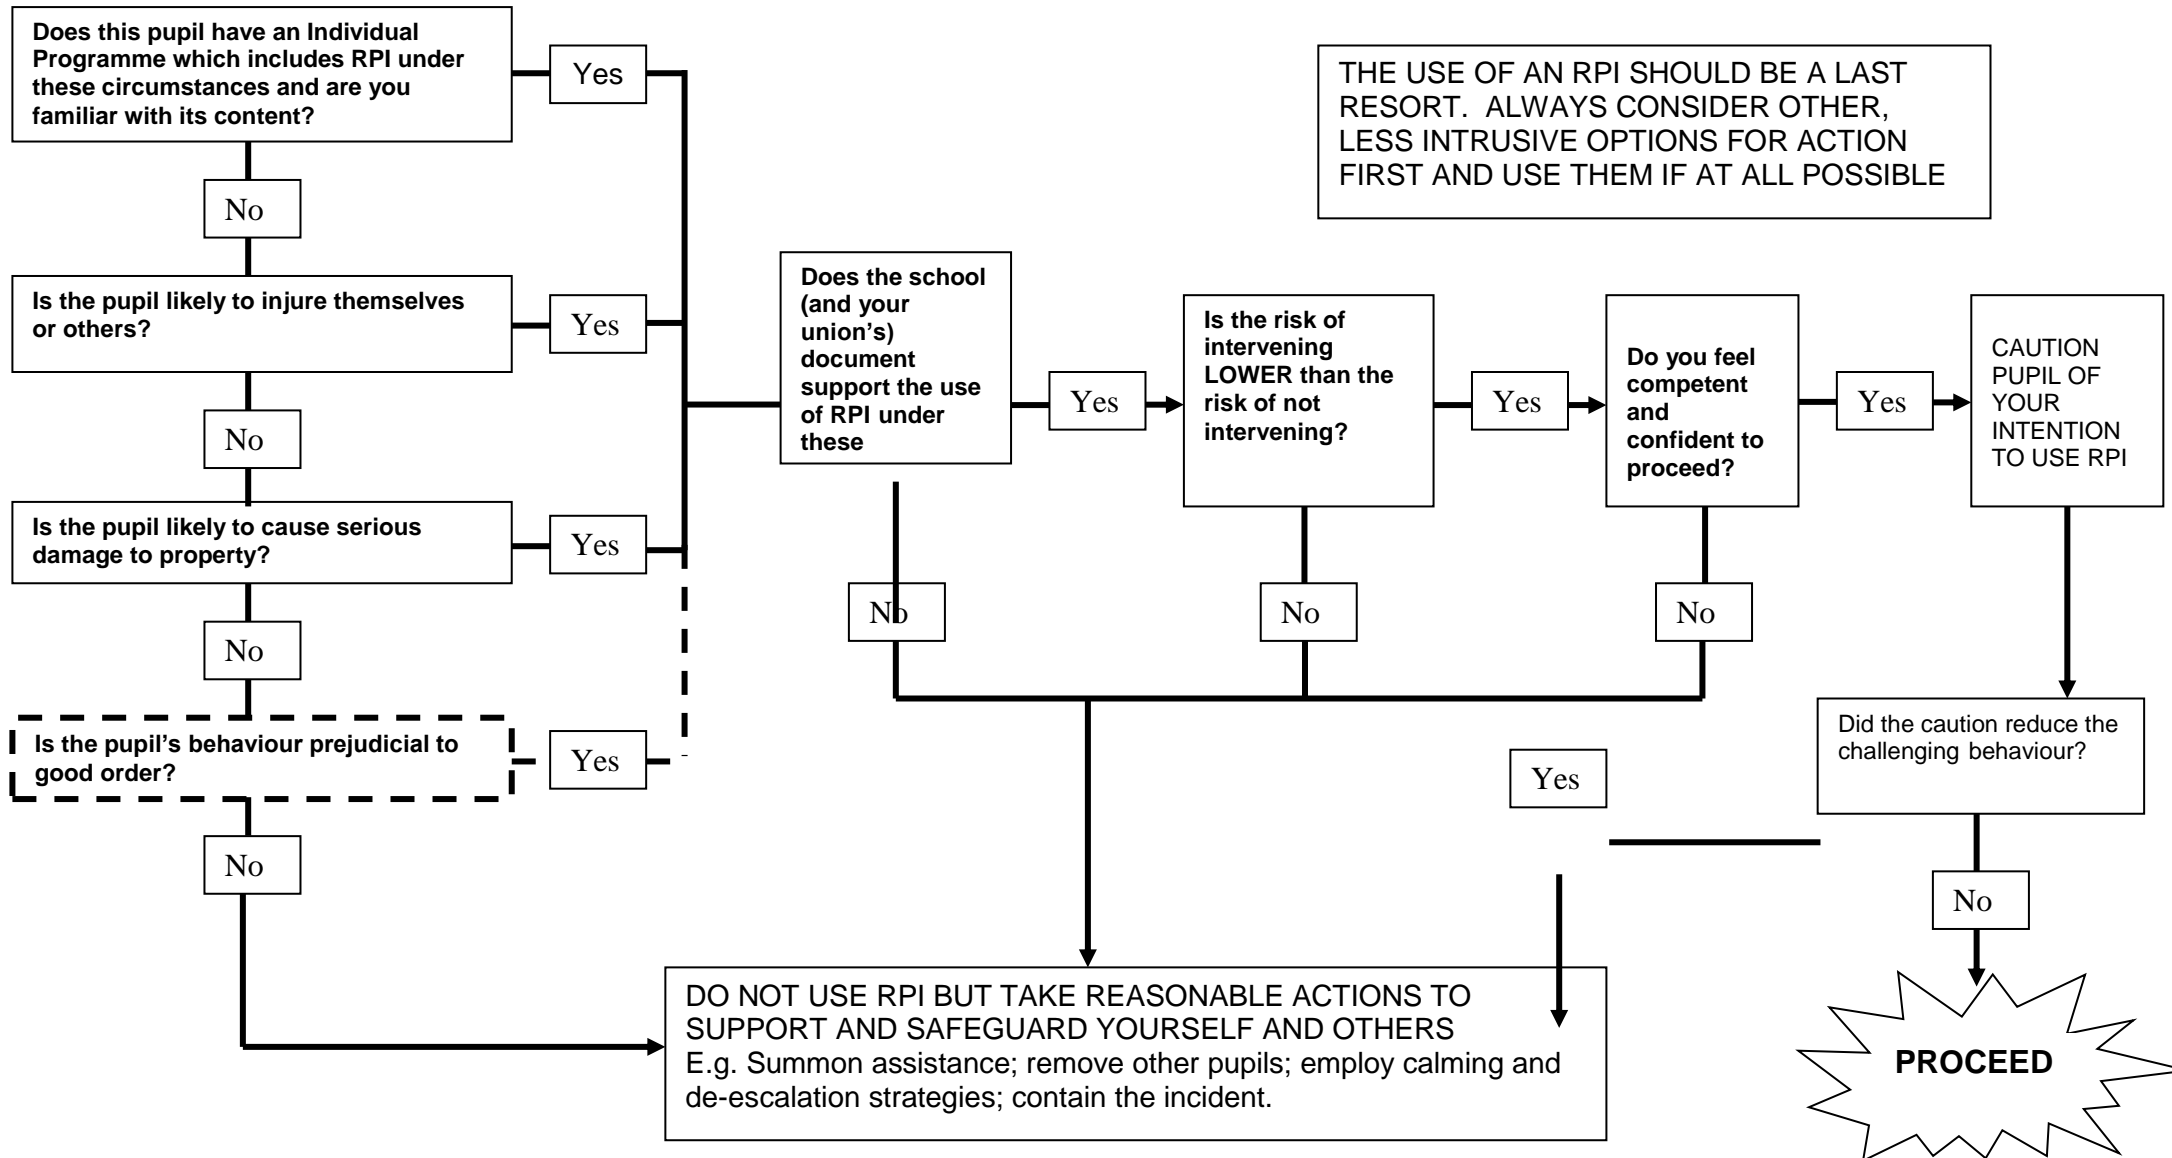 Does this pupil have an Individual
Programme which includes RPI under
these circumstances and are you
familiar with its content?
Yes
THE USE OF AN RPI SHOULD BE A LAST
RESORT. ALWAYS CONSIDER OTHER,
LESS INTRUSIVE OPTIONS FOR ACTION
FIRST AND USE THEM IF AT ALL POSSIBLE
No
Is the pupil likely to injure themselves
or others?
Yes
No
Is the pupil likely to cause serious
damage to property?
Yes
No
Is the pupil's behaviour prejudicial to
good order?
Yes
No
Does the school
(and your
union's)
document
support the use
of RPI under
these
Yes
No
Is the risk of
intervening
LOWER than the
risk of not
intervening?
Yes
No
Do you feel
competent
and
confident to
proceed?
Yes
No
CAUTION
PUPIL OF
YOUR
INTENTION
TO USE RPI
Did the caution reduce the
challenging behaviour?
Yes
No
DO NOT USE RPI BUT TAKE REASONABLE ACTIONS TO
SUPPORT AND SAFEGUARD YOURSELF AND OTHERS
E.g. Summon assistance; remove other pupils; employ calming and
de-escalation strategies; contain the incident.
PROCEED